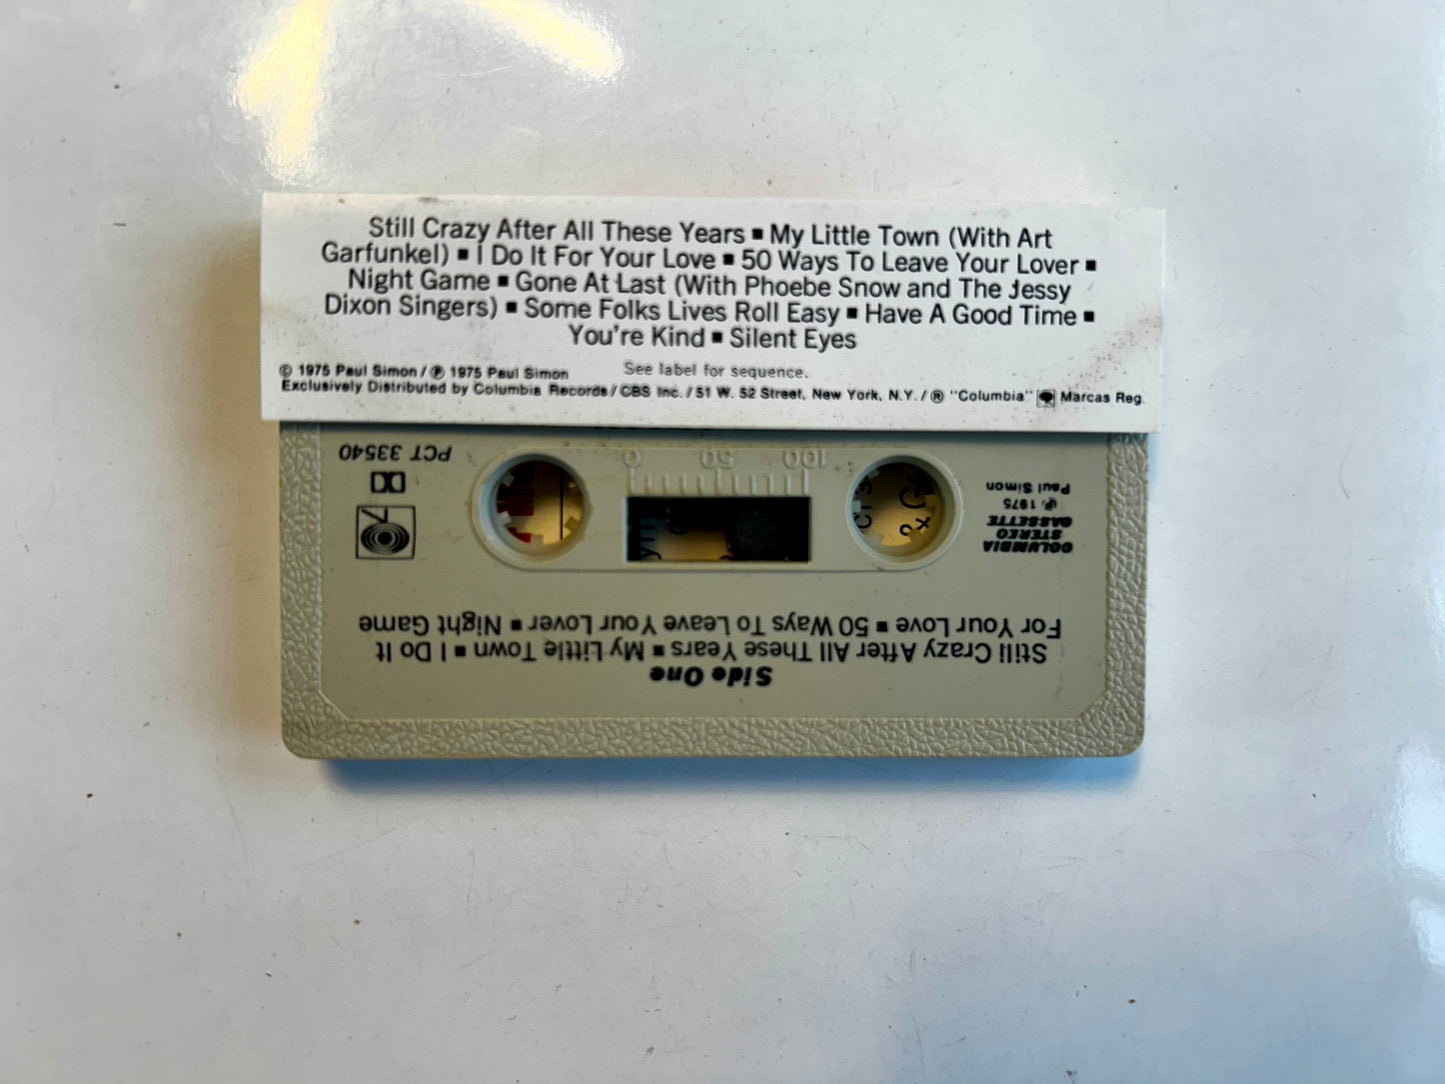 Still Crazy After All These Years ■ My Little Town (With Art
Garfunkel) ■ I Do It For Your Love ■ 50 Ways To Leave Your Lover ■
Night Game ■ Gone At Last (With Phoebe Snow and The Jessy
Dixon Singers) ■ Some Folks Lives Roll Easy ■ Have A Good Time ■
You're Kind ■ Silent Eyes
© 1975 Paul Simon / ℗ 1975 Paul Simon See label for sequence.
Exclusively Distributed by Columbia Records / CBS Inc. / 51 W. 52 Street, New York, N.Y. / ® "Columbia" Marcas Reg.
Side One
Still Crazy After All These Years ■ My Little Town ■ I Do It
For Your Love ■ 50 Ways To Leave Your Lover ■ Night Game
COLUMBIA
STEREO
CASSETTE
℗ 1975
Paul Simon
100 50 0
PCT 33540